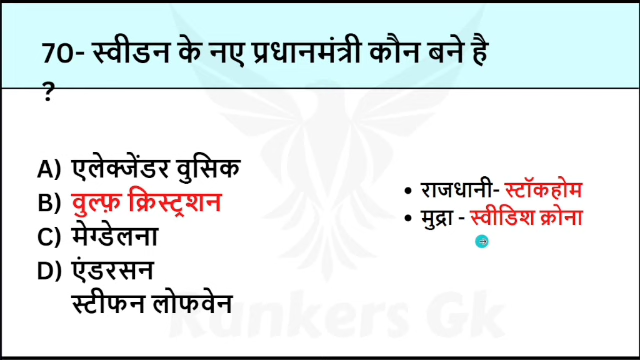 70- स्वीडन के नए प्रधानमंत्री कौन बने है
?
A) एलेक्जेंडर वुसिक
B) वुल्फ़ क्रिस्ट्रशन
C) मेग्डेलना
D) एंडरसन
स्टीफन लोफवेन
• राजधानी- स्टॉकहोम
• मुद्रा - स्वीडिश क्रोना
Rankers Gk